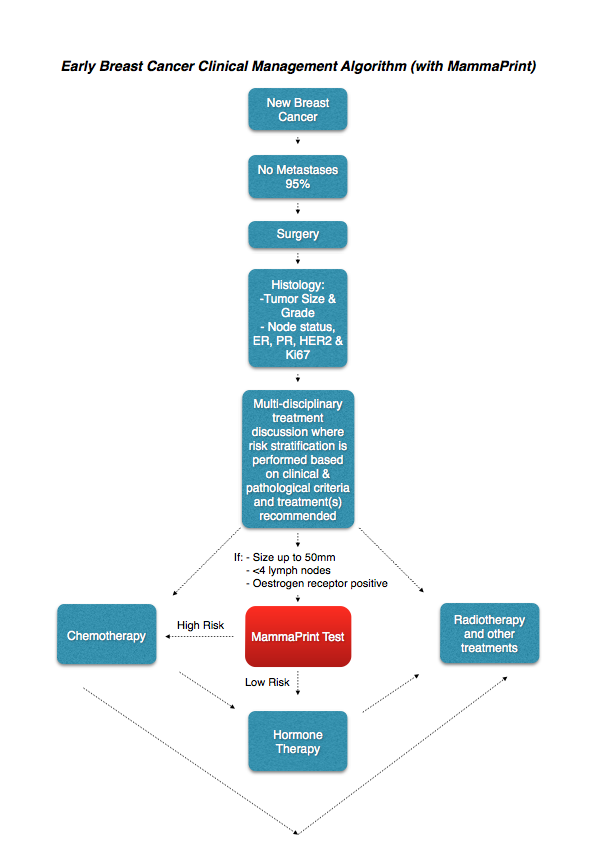 Early Breast Cancer Clinical Management Algorithm (with MammaPrint)
New Breast
Cancer
No Metastases
95%
Surgery
Histology:
-Tumor Size &
Grade
- Node status,
ER, PR, HER2 &
Ki67
Multi-disciplinary
treatment
discussion where
risk stratification is
performed based
on clinical &
pathological criteria
and treatment(s)
recommended
If: - Size up to 50mm
- <4 lymph nodes
- Oestrogen receptor positive
Chemotherapy
High Risk
MammaPrint Test
Radiotherapy
and other
treatments
Low Risk
Hormone
Therapy